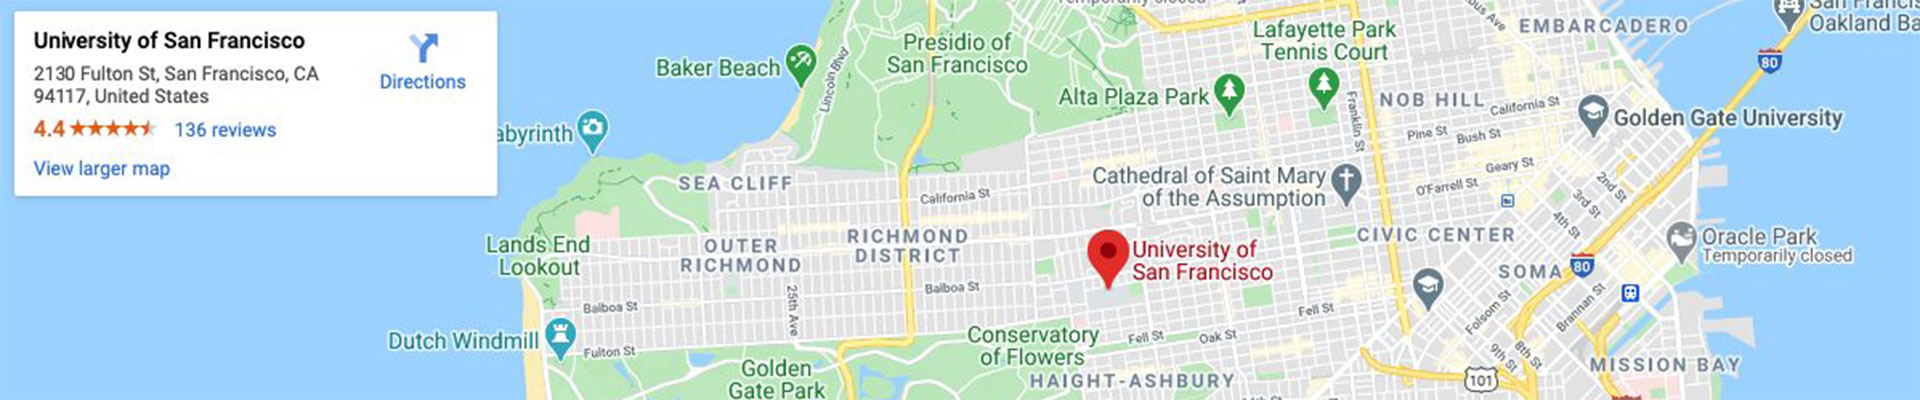 University of San Francisco
2130 Fulton St, San Francisco, CA
94117, United States
4.4
136 reviews
Directions
View larger map
Temporarily closed
Baker Beach
Lincoln Blvd
Presidio of
San Francisco
Lafayette Park
Tennis Court
Alta Plaza Park
Franklin St
EMBARCADERO
Oakland Ba
80
NOB HILL
California St
Pine St
Bush St
Golden Gate University
abyrinth
SEA CLIFF
California St
Cathedral of Saint Mary
of the Assumption
Geary St
O'Farrell St
2nd St
3rd St
4th St
Lands End
Lookout
OUTER
RICHMOND
RICHMOND
DISTRICT
University of
San Francisco
CIVIC CENTER
SOMA
80
Oracle Park
Temporarily closed
Balboa St
25th Ave
Balboa St
Fell St
Folsom St
Brannan St
Dutch Windmill
Fulton St
Conservatory
of Flowers
Fell St
Oak St
9th St
8th St
Golden
Gate Park
HAIGHT-ASHBURY
101
MISSION BAY